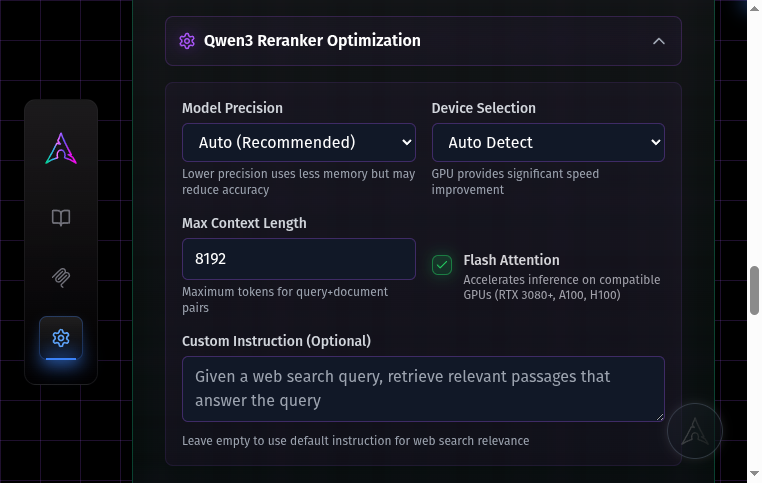 Qwen3 Reranker Optimization
Model Precision
Auto (Recommended)
Lower precision uses less memory but may
reduce accuracy
Device Selection
Auto Detect
GPU provides significant speed
improvement
Max Context Length
8192
Maximum tokens for query+document
pairs
Flash Attention
Accelerates inference on compatible
GPUs (RTX 3080+, A100, H100)
Custom Instruction (Optional)
Given a web search query, retrieve relevant passages that
answer the query
Leave empty to use default instruction for web search relevance